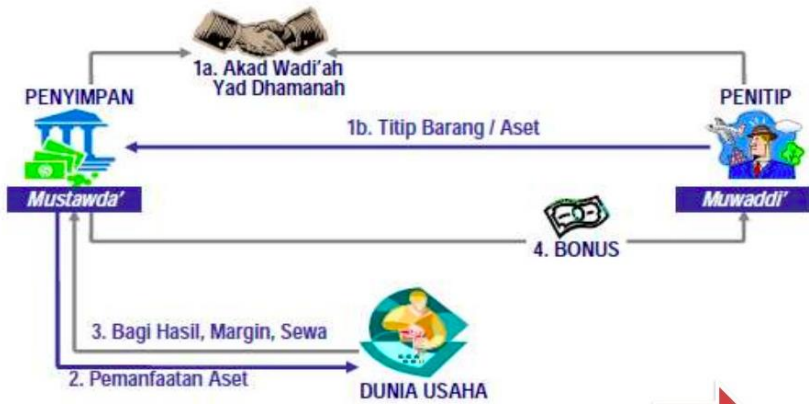 1a. Akad Wadi'ah
Yad Dhamanah
PENYIMPAN
PENITIP
1b. Titip Barang / Aset
Mustawda'
Muwaddi'
4. BONUS
3. Bagi Hasil, Margin, Sewa
2. Pemanfaatan Aset
DUNIA USAHA